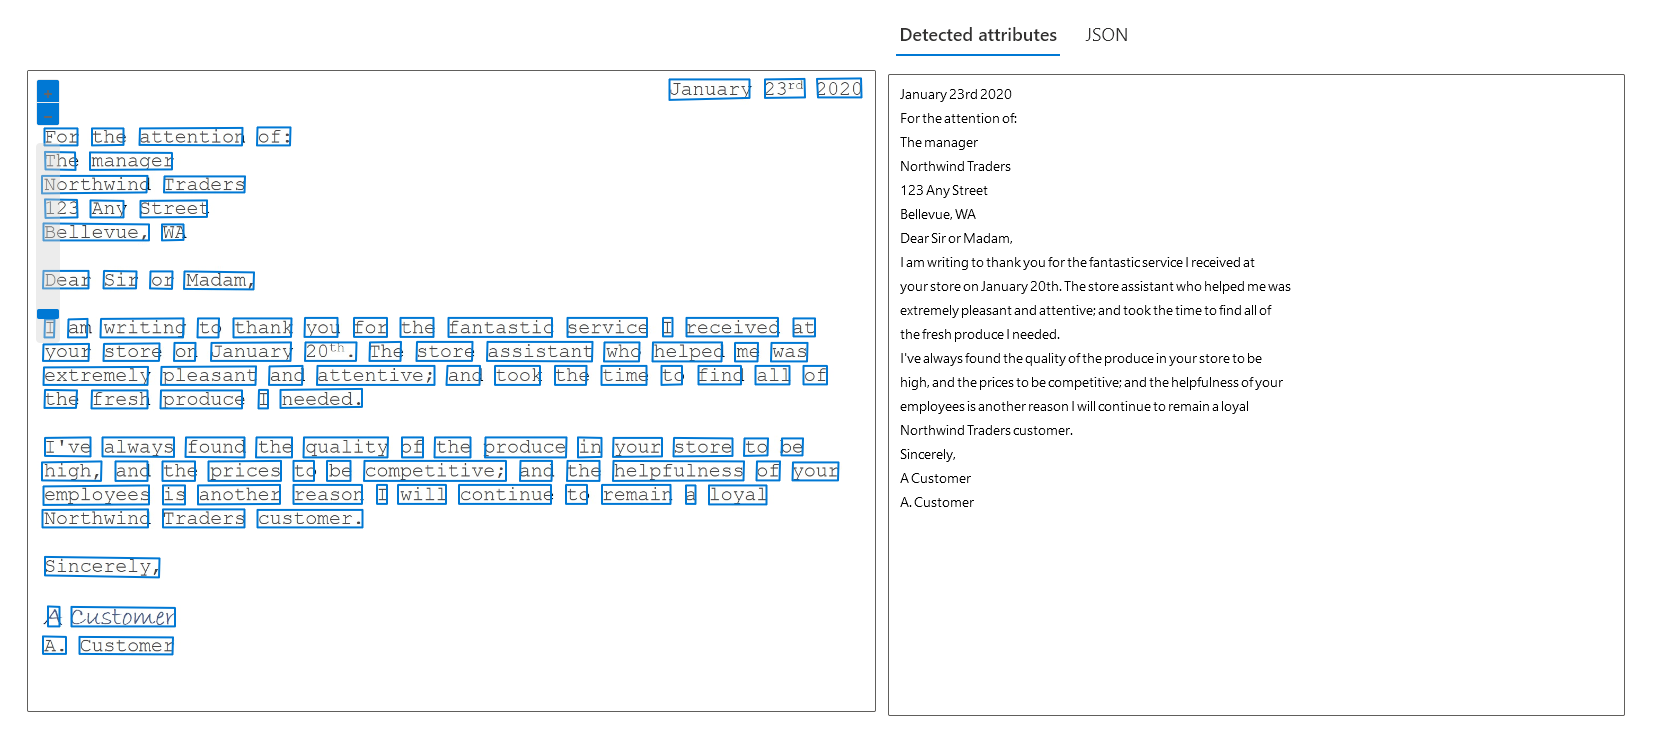 Detected attributes JSON
January 23rd 2020
For the attention of:
The manager
Northwind Traders
123 Any Street
Bellevue, WA
Dear Sir or Madam,
I am writing to thank you for the fantastic service I received at
your store on January 20th. The store assistant who helped me was
extremely pleasant and attentive; and took the time to find all of
the fresh produce I needed.
I've always found the quality of the produce in your store to be
high, and the prices to be competitive; and the helpfulness of your
employees is another reason I will continue to remain a loyal
Northwind Traders customer.
Sincerely,
A Customer
A. Customer
January 23rd 2020
For the attention of:
The manager
Northwind Traders
123 Any Street
Bellevue, WA
Dear Sir or Madam,
I am writing to thank you for the fantastic service I received at
your store on January 20th. The store assistant who helped me was
extremely pleasant and attentive; and took the time to find all of
the fresh produce I needed.
I've always found the quality of the produce in your store to be
high, and the prices to be competitive; and the helpfulness of your
employees is another reason I will continue to remain a loyal
Northwind Traders customer.
Sincerely,
A Customer
A. Customer